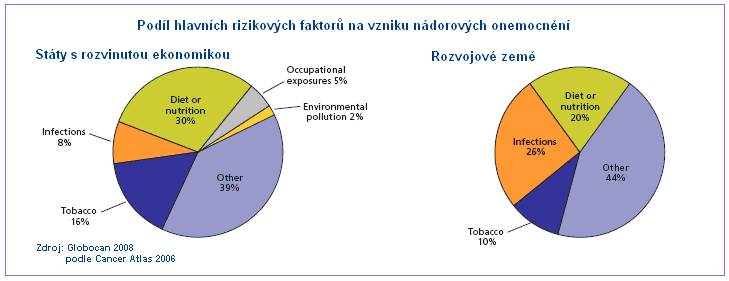 Podíl hlavních rizikových faktorů na vzniku nádorových onemocnění
Státy s rozvinutou ekonomikou
Occupational
exposures 5%
Environmental
pollution 2%
Diet or
nutrition
30%
Infections
8%
Other
39%
Tobacco
16%
Zdroj: Globocan 2008
podle Cancer Atlas 2006
Rozvojové země
Diet or
nutrition
20%
Infections
26%
Other
44%
Tobacco
10%